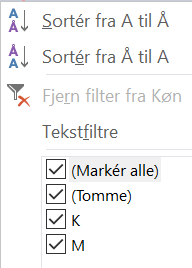 Sortér fra A til Å
Sortér fra Å til A
Fjern filter fra Køn
Tekstfiltre
(Markér alle)
(Tomme)
K
M